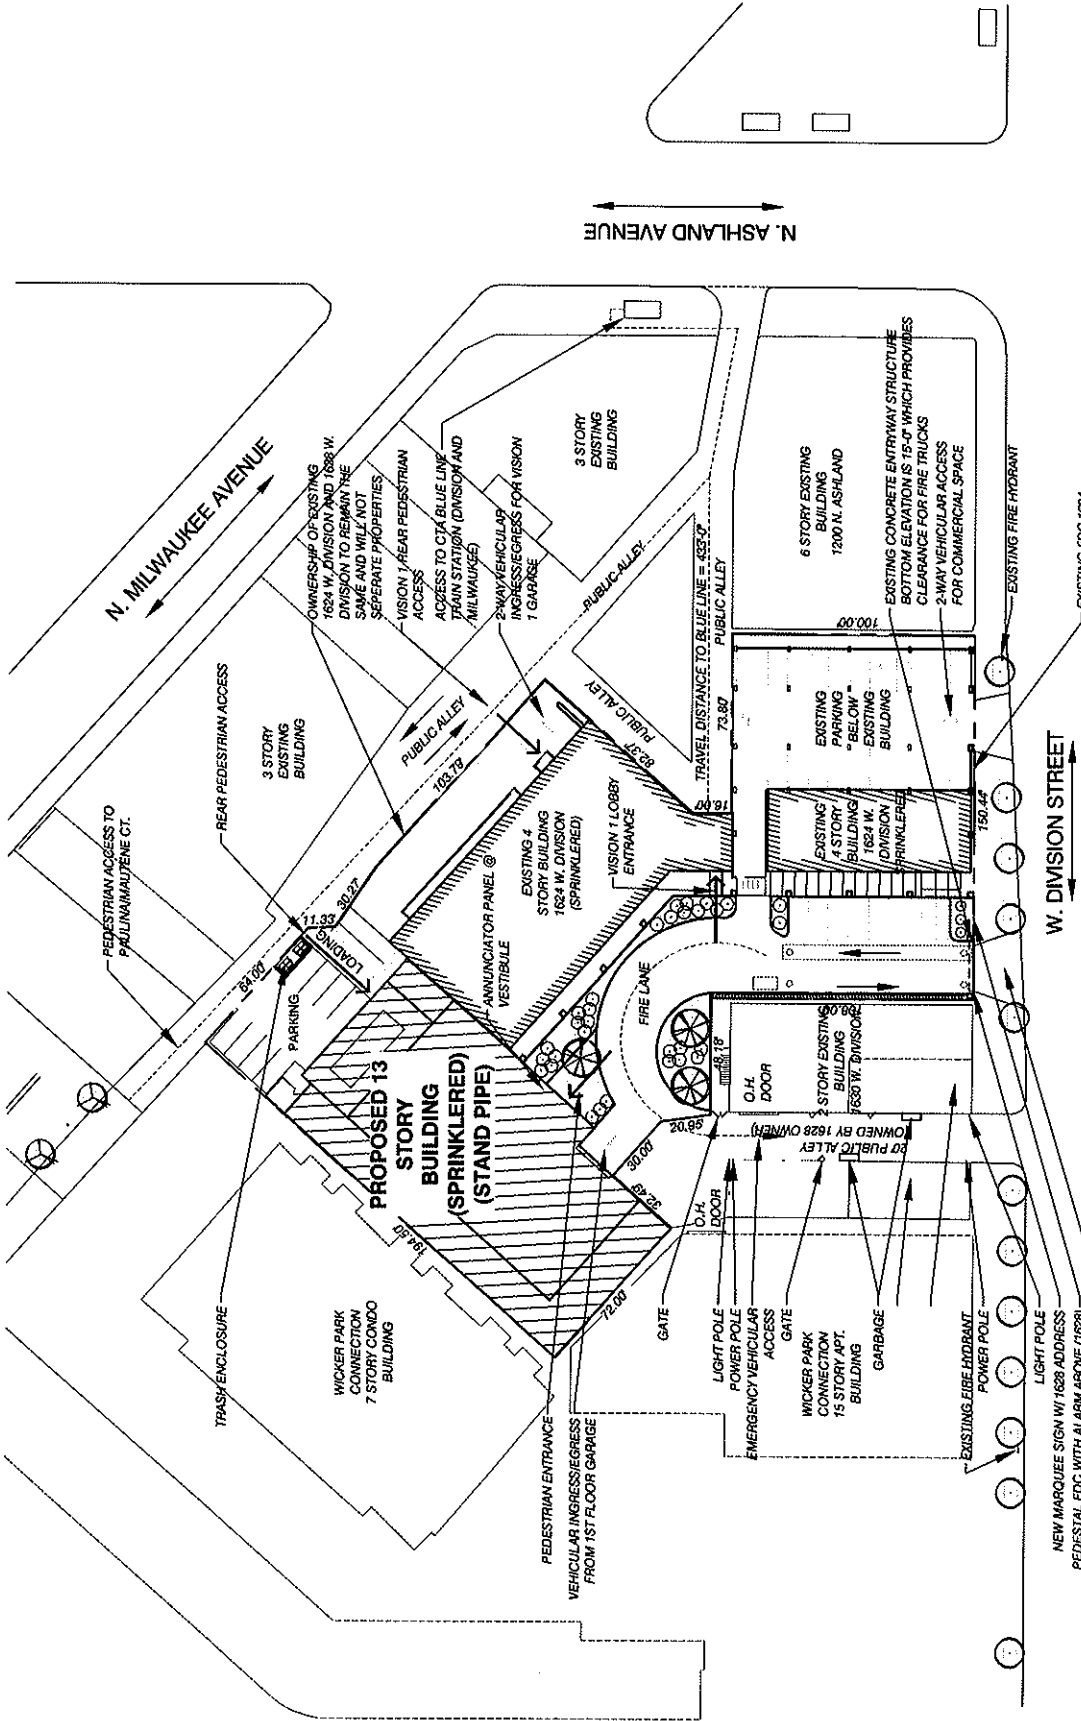 N. MILWAUKEE AVENUE
N. ASHLAND AVENUE
W. DIVISION STREET
PEDESTRIAN ACCESS TO
PAULINA/MAUTENE CT.
REAR PEDESTRIAN ACCESS
3 STORY
EXISTING
BUILDING
OWNERSHIP OF EXISTING
1624 W. DIVISION AND 1628 W.
DIVISION TO REMAIN THE
SAME AND WILL NOT
SEPERATE PROPERTIES
VISION 1 REAR PEDESTRIAN
ACCESS
ACCESS TO CTA BLUE LINE
TRAIN STATION (DIVISION AND
MILWAUKEE)
2-WAY VEHICULAR
INGRESS/EGRESS FOR VISION
1 GARAGE
3 STORY
EXISTING
BUILDING
PUBLIC ALLEY
PUBLIC ALLEY
PUBLIC ALLEY
TRAVEL DISTANCE TO BLUE LINE = 433'-0"
PUBLIC ALLEY
64.00'
11.33'
30.27'
103.79'
82.37'
16.00'
73.80'
100.00'
150.44'
LOADING
PARKING
TRASH ENCLOSURE
WICKER PARK
CONNECTION
7 STORY CONDO
BUILDING
PROPOSED 13
STORY
BUILDING
(SPRINKLERED)
(STAND PIPE)
194.50'
72.00'
32.49'
30.00'
20.95'
48.18'
ANNUNCIATOR PANEL @
VESTIBULE
EXISTING 4
STORY BUILDING
1624 W. DIVISION
(SPRINKLERED)
VISION 1 LOBBY
ENTRANCE
FIRE LANE
6 STORY EXISTING
BUILDING
1200 N. ASHLAND
EXISTING
PARKING
BELOW
EXISTING
BUILDING
EXISTING
4 STORY
BUILDING
1624 W.
DIVISION
SPRINKLERED
EXISTING CONCRETE ENTRYWAY STRUCTURE
BOTTOM ELEVATION IS 15'-0" WHICH PROVIDES
CLEARANCE FOR FIRE TRUCKS
2-WAY VEHICULAR ACCESS
FOR COMMERCIAL SPACE
EXISTING FIRE HYDRANT
O.H.
DOOR
2 STORY EXISTING
BUILDING
1630 W. DIVISION
20' PUBLIC ALLEY
(OWNED BY 1628 OWNER)
O.H.
DOOR
PEDESTRIAN ENTRANCE
VEHICULAR INGRESS/EGRESS
FROM 1ST FLOOR GARAGE
GATE
LIGHT POLE
POWER POLE
EMERGENCY VEHICULAR
ACCESS
GATE
WICKER PARK
CONNECTION
15 STORY APT.
BUILDING
GARBAGE
EXISTING FIRE HYDRANT
POWER POLE
LIGHT POLE
NEW MARQUEE SIGN W/ 1628 ADDRESS